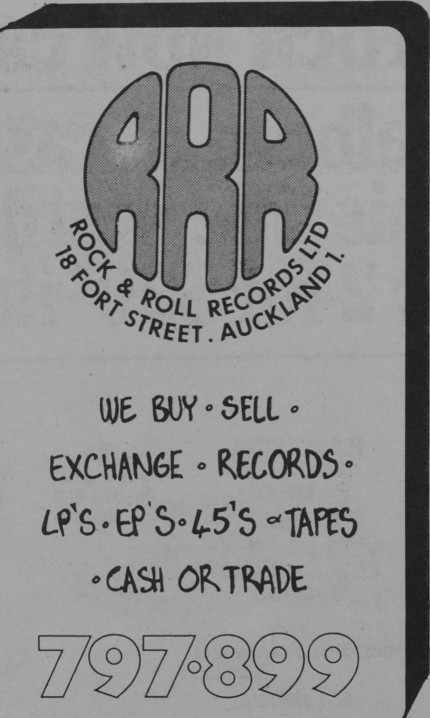 RRR
ROCK & ROLL RECORDS LTD
18 FORT STREET. AUCKLAND 1.
WE BUY • SELL •
EXCHANGE • RECORDS •
LP'S • EP'S • 45'S & TAPES
• CASH OR TRADE
797•899